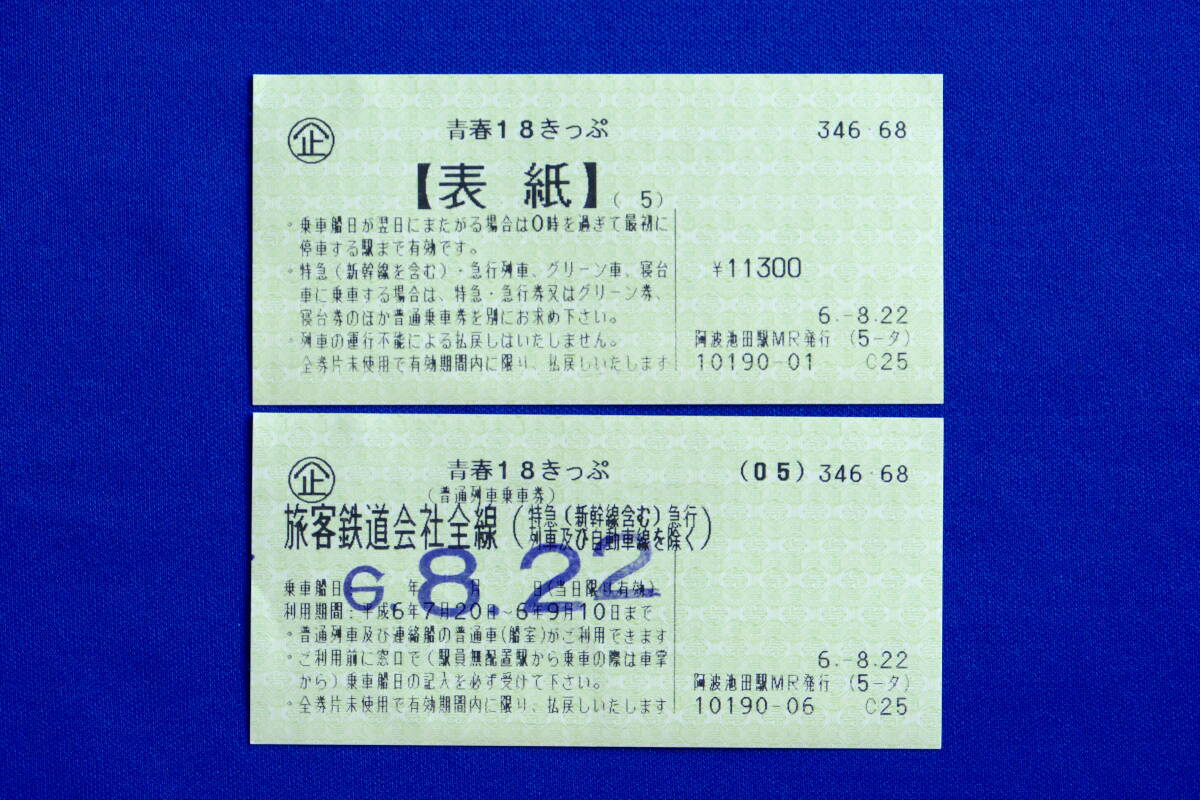 企 青春18きっぷ 346-68
【表紙】( 5)
・乗車船日が翌日にまたがる場合は0時を過ぎて最初に
停車する駅まで有効です。
・特急(新幹線を含む)・急行列車、グリーン車、寝台
車に乗車する場合は、特急・急行券又はグリーン券、
寝台券のほか普通乗車券を別にお求め下さい。
・列車の運行不能による払戻しはいたしません。
全券片未使用で有効期間内に限り、払戻しいたします
¥11300
6.-8.22
阿波池田駅MR発行 (5-タ)
10190-01 C25
企 青春18きっぷ (05) 346-68
(普通列車乗車券)
旅客鉄道会社全線(特急(新幹線含む)急行
列車及び自動車線を除く)
乗車船日 年 月 日(当日限り有効)
6.8.22
利用期間:平成6年7月20日~6年9月10日まで
・普通列車及び連絡船の普通車(船室)がご利用できます
・ご利用前に窓口で(駅員無配置駅から乗車の際は車掌
から)乗車船日の記入を必ず受けて下さい。
・全券片未使用で有効期間内に限り、払戻しいたします
6.-8.22
阿波池田駅MR発行 (5-タ)
10190-06 C25